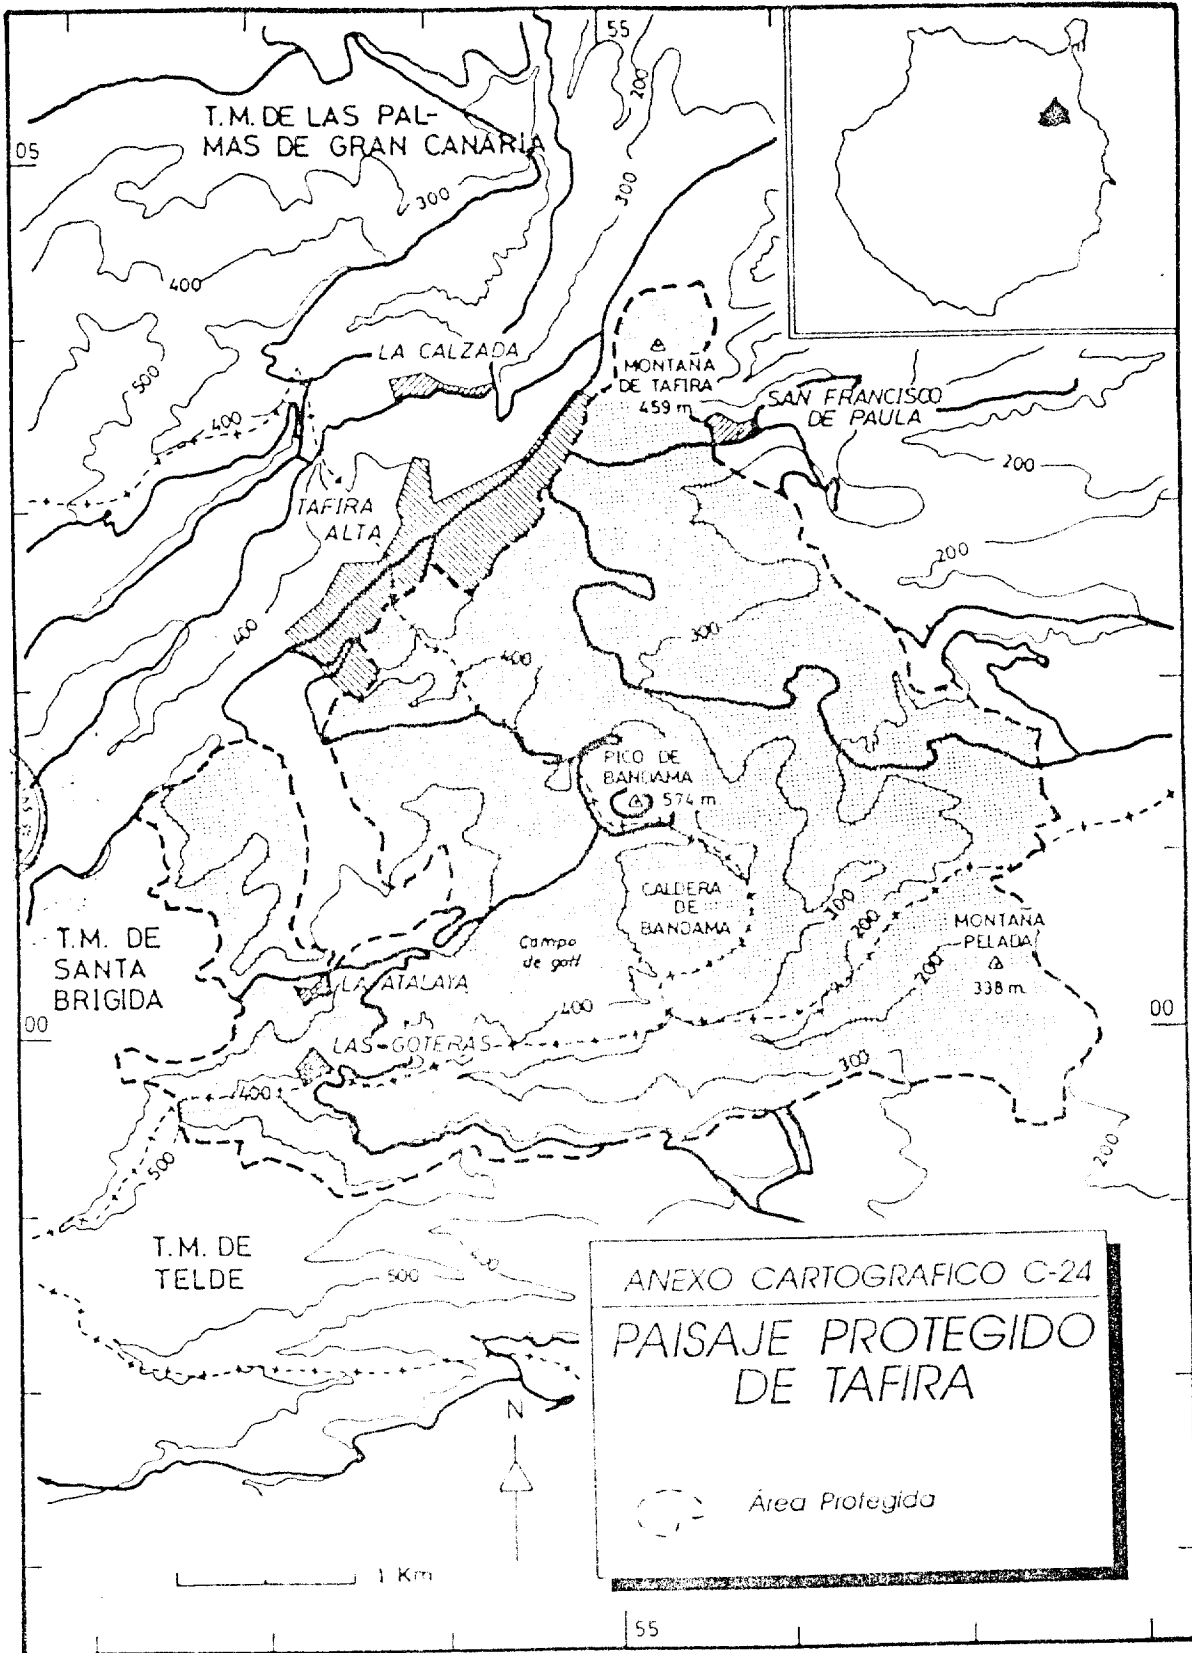 55
200
T.M. DE LAS PAL-
MAS DE GRAN CANARIA
05
300
300
400
500
400
LA CALZADA
MONTAÑA
DE TAFIRA
459 m
SAN FRANCISCO
DE PAULA
200
TAFIRA
ALTA
200
400
300
400
PICO DE
BANDAMA
574 m
CALDERA
DE
BANDAMA
300
200
MONTAÑA
PELADA
338 m
200
T.M. DE
SANTA
BRIGIDA
Campo
de golf
LA ATALAYA
400
00
00
LAS GOTERAS
300
400
500
200
T.M. DE
TELDE
500
ANEXO CARTOGRAFICO C-24
PAISAJE PROTEGIDO
DE TAFIRA
N
Área Protegida
1 Km
55